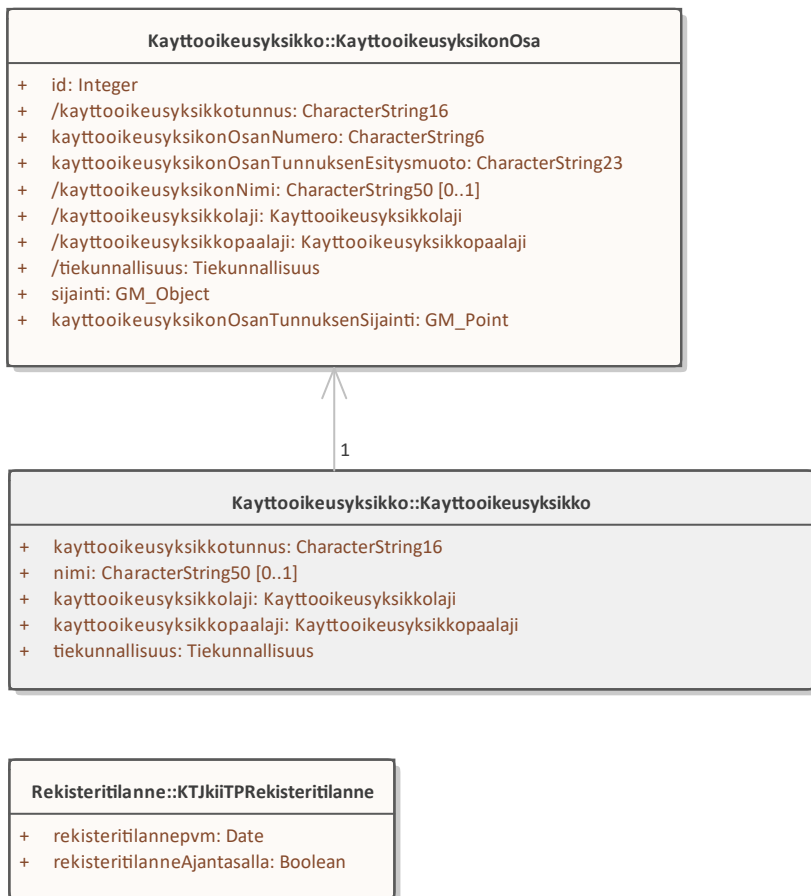 Kayttooikeusyksikko::KayttooikeusyksikonOsa
+ id: Integer
+ /kayttooikeusyksikkotunnus: CharacterString16
+ kayttooikeusyksikonOsanNumero: CharacterString6
+ kayttooikeusyksikonOsanTunnuksenEsitysmuoto: CharacterString23
+ /kayttooikeusyksikonNimi: CharacterString50 [0..1]
+ /kayttooikeusyksikkolaji: Kayttooikeusyksikkolaji
+ /kayttooikeusyksikkopaalaji: Kayttooikeusyksikkopaalaji
+ /tiekunnallisuus: Tiekunnallisuus
+ sijainti: GM_Object
+ kayttooikeusyksikonOsanTunnuksenSijainti: GM_Point
1
Kayttooikeusyksikko::Kayttooikeusyksikko
+ kayttooikeusyksikkotunnus: CharacterString16
+ nimi: CharacterString50 [0..1]
+ kayttooikeusyksikkolaji: Kayttooikeusyksikkolaji
+ kayttooikeusyksikkopaalaji: Kayttooikeusyksikkopaalaji
+ tiekunnallisuus: Tiekunnallisuus
Rekisteritilanne::KTJkiiTPRekisteritilanne
+ rekisteritilannepvm: Date
+ rekisteritilanneAjantasalla: Boolean